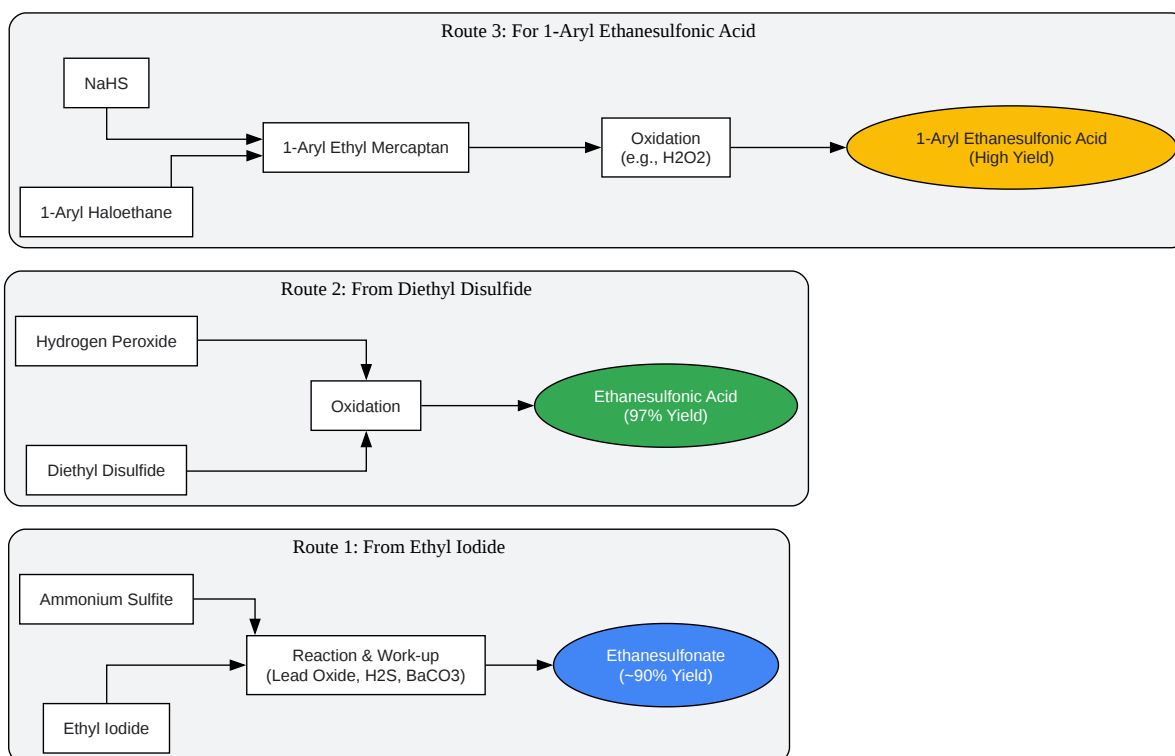 Route 3: For 1-Aryl Ethanesulfonic Acid
NaHS
1-Aryl Haloethane
1-Aryl Ethyl Mercaptan
Oxidation
(e.g., H2O2)
1-Aryl Ethanesulfonic Acid
(High Yield)
Route 2: From Diethyl Disulfide
Hydrogen Peroxide
Diethyl Disulfide
Oxidation
Ethanesulfonic Acid
(97% Yield)
Route 1: From Ethyl Iodide
Ammonium Sulfite
Ethyl Iodide
Reaction & Work-up
(Lead Oxide, H2S, BaCO3)
Ethanesulfonate
(~90% Yield)